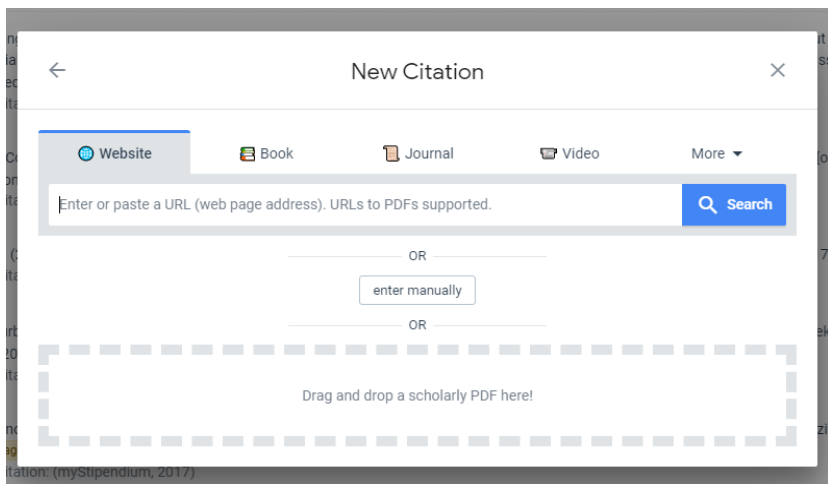 New Citation
Website Book Journal Video More
Enter or paste a URL (web page address). URLs to PDFs supported. Search
OR
enter manually
OR
Drag and drop a scholarly PDF here!
itation: (myStipendium, 2017)